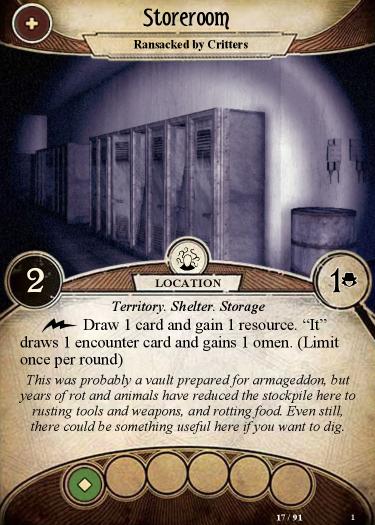 Storeroom
Ransacked by Critters
2
1
LOCATION
Territory. Shelter. Storage
Draw 1 card and gain 1 resource. “It”
draws 1 encounter card and gains 1 omen. (Limit
once per round)
This was probably a vault prepared for armageddon, but
years of rot and animals have reduced the stockpile here to
rusting tools and weapons, and rotting food. Even still,
there could be something useful here if you want to dig.
17 / 91
1